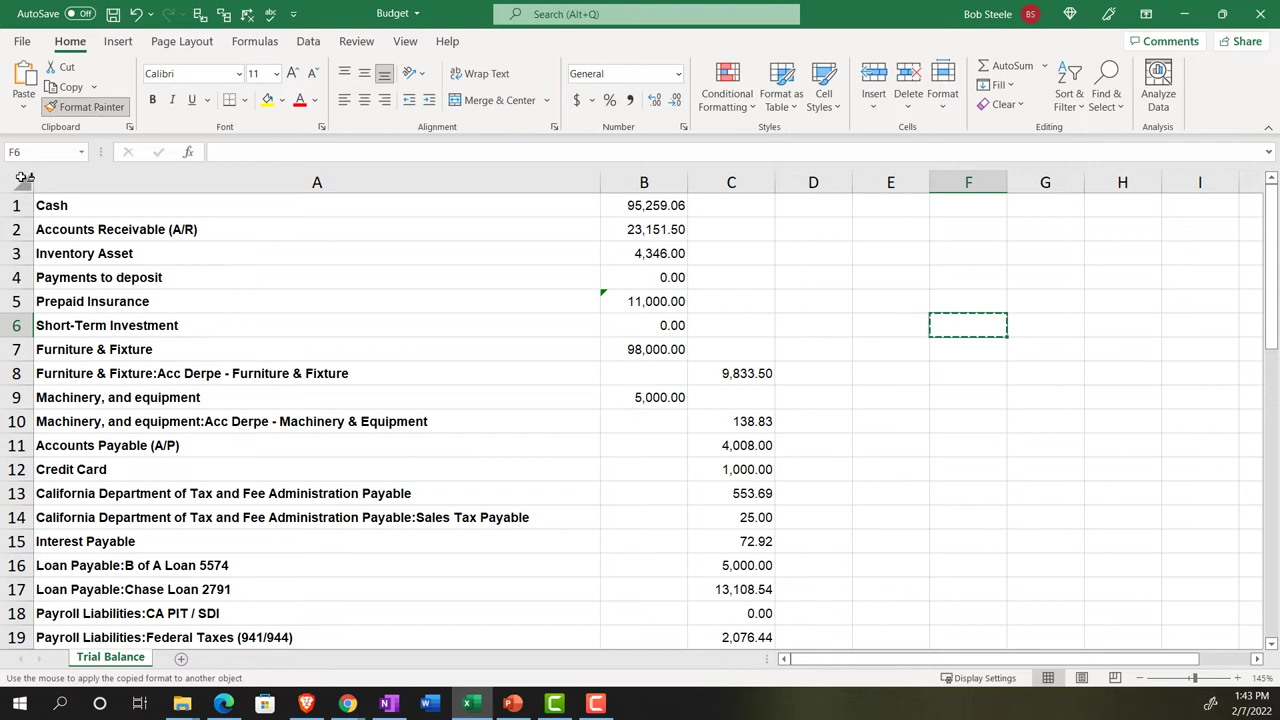 AutoSave Off Budget Search (Alt+Q) Bob Steele BS
File Home Insert Page Layout Formulas Data Review View Help Comments Share
Paste Cut Copy Format Painter Calibri 11 Wrap Text Merge & Center General Conditional Formatting Format as Table Cell Styles Insert Delete Format AutoSum Fill Clear Sort & Filter Find & Select Analyze Data
Clipboard Font Alignment Number Styles Cells Editing Analysis
F6 fx
A B C D E F G H I
1 Cash 95,259.06
2 Accounts Receivable (A/R) 23,151.50
3 Inventory Asset 4,346.00
4 Payments to deposit 0.00
5 Prepaid Insurance 11,000.00
6 Short-Term Investment 0.00
7 Furniture & Fixture 98,000.00
8 Furniture & Fixture:Acc Derpe - Furniture & Fixture 9,833.50
9 Machinery, and equipment 5,000.00
10 Machinery, and equipment:Acc Derpe - Machinery & Equipment 138.83
11 Accounts Payable (A/P) 4,008.00
12 Credit Card 1,000.00
13 California Department of Tax and Fee Administration Payable 553.69
14 California Department of Tax and Fee Administration Payable:Sales Tax Payable 25.00
15 Interest Payable 72.92
16 Loan Payable:B of A Loan 5574 5,000.00
17 Loan Payable:Chase Loan 2791 13,108.54
18 Payroll Liabilities:CA PIT / SDI 0.00
19 Payroll Liabilities:Federal Taxes (941/944) 2,076.44
Trial Balance
Use the mouse to apply the copied format to another object Display Settings 145%
1:43 PM
2/7/2022